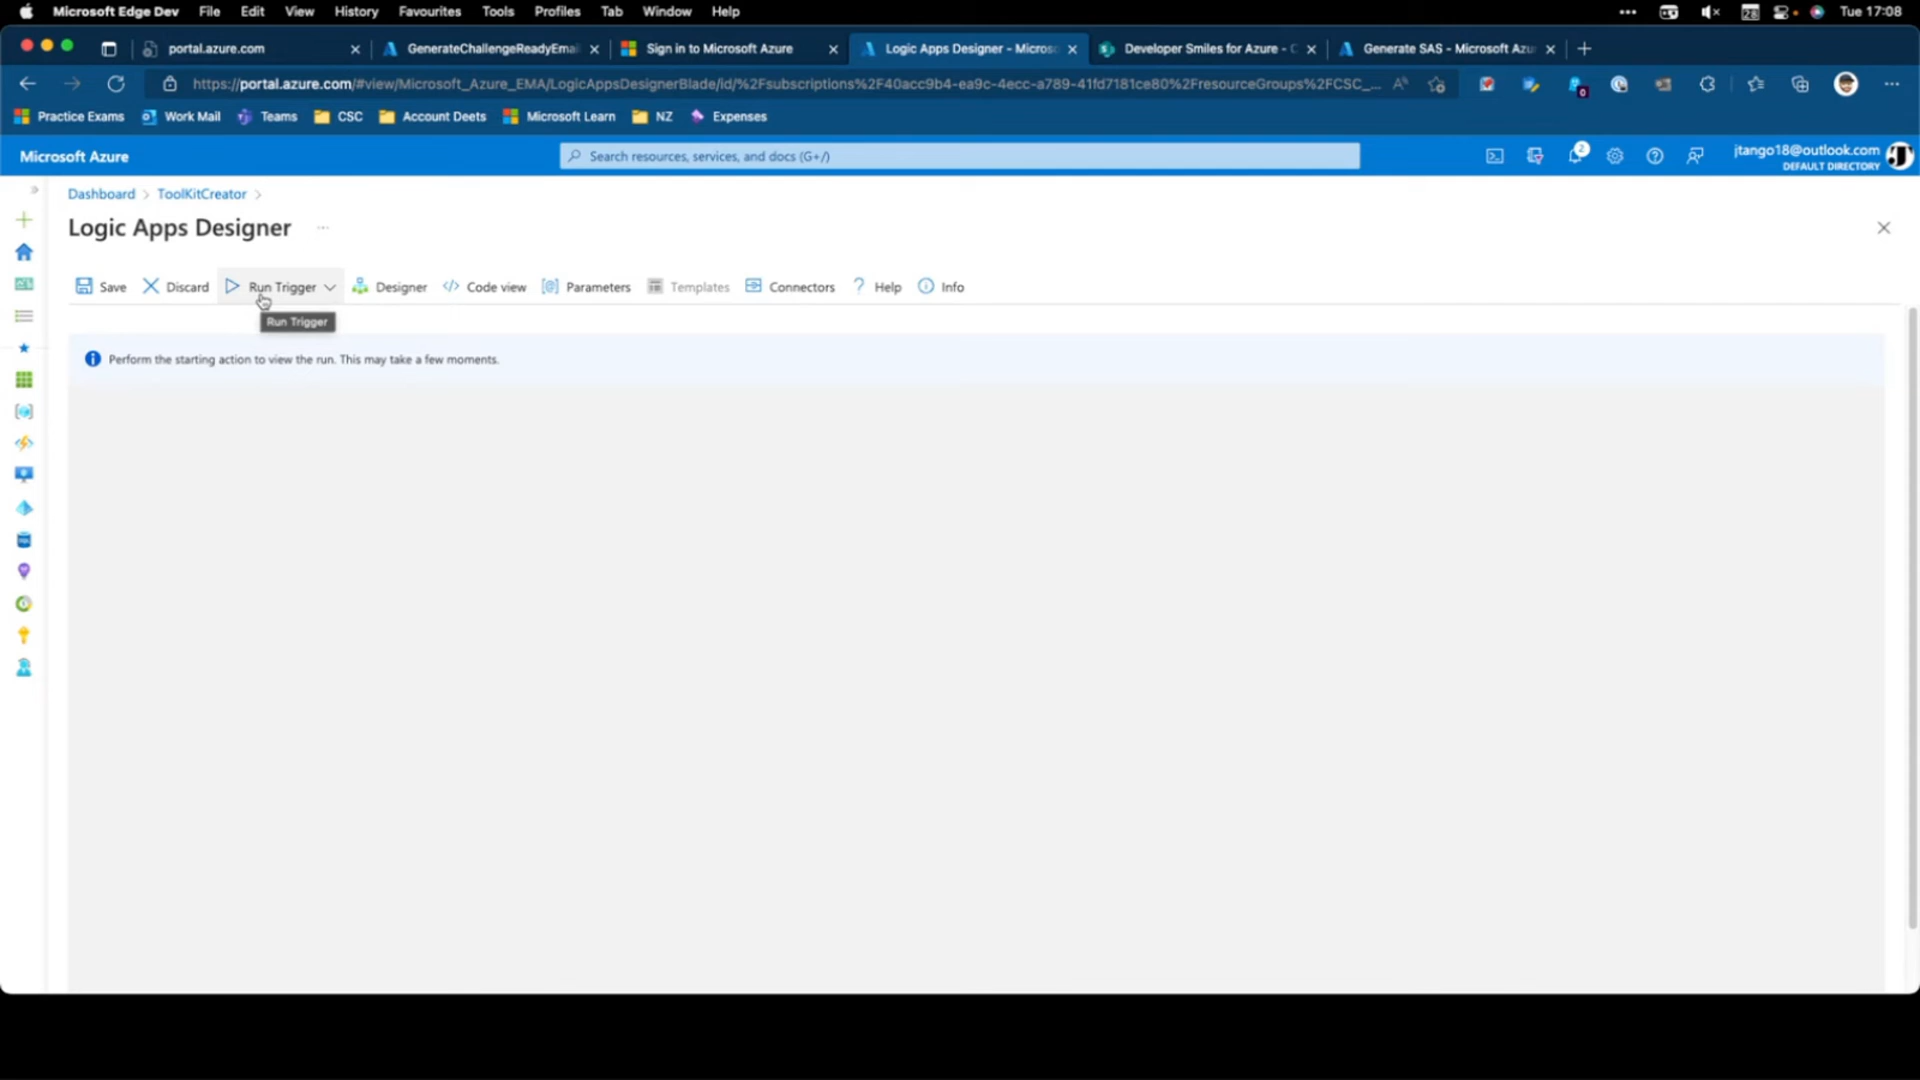 Microsoft Edge Dev File Edit View History Favourites Tools Profiles Tab Window Help ••• 28 Tue 17:08
portal.azure.com GenerateChallengeReadyEmai Sign in to Microsoft Azure Logic Apps Designer - Micros Developer Smiles for Azure - C Generate SAS - Microsoft Azu
https://portal.azure.com/#view/Microsoft_Azure_EMA/LogicAppsDesignerBlade/id/%2Fsubscriptions%2F40acc9b4-ea9c-4ecc-a789-41fd7181ce80%2FresourceGroups%2FCSC_...
Practice Exams Work Mail Teams CSC Account Deets Microsoft Learn NZ Expenses
Microsoft Azure Search resources, services, and docs (G+/) 2 jtango18@outlook.com
DEFAULT DIRECTORY
Dashboard > ToolKitCreator >
Logic Apps Designer ...
Save Discard Run Trigger Designer Code view Parameters Templates Connectors Help Info
Run Trigger
Perform the starting action to view the run. This may take a few moments.